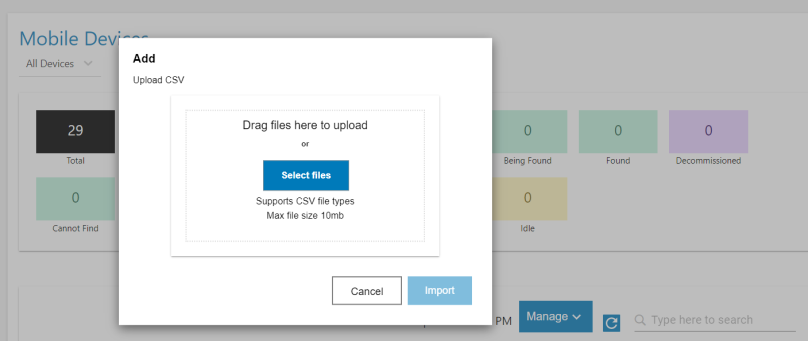 Mobile Devices
All Devices
Add
Upload CSV
Drag files here to upload
or
Select files
Supports CSV file types
Max file size 10mb
Cancel
Import
29
Total
0
Being Found
0
Found
0
Decommissioned
0
Cannot Find
0
Idle
PM
Manage
Type here to search